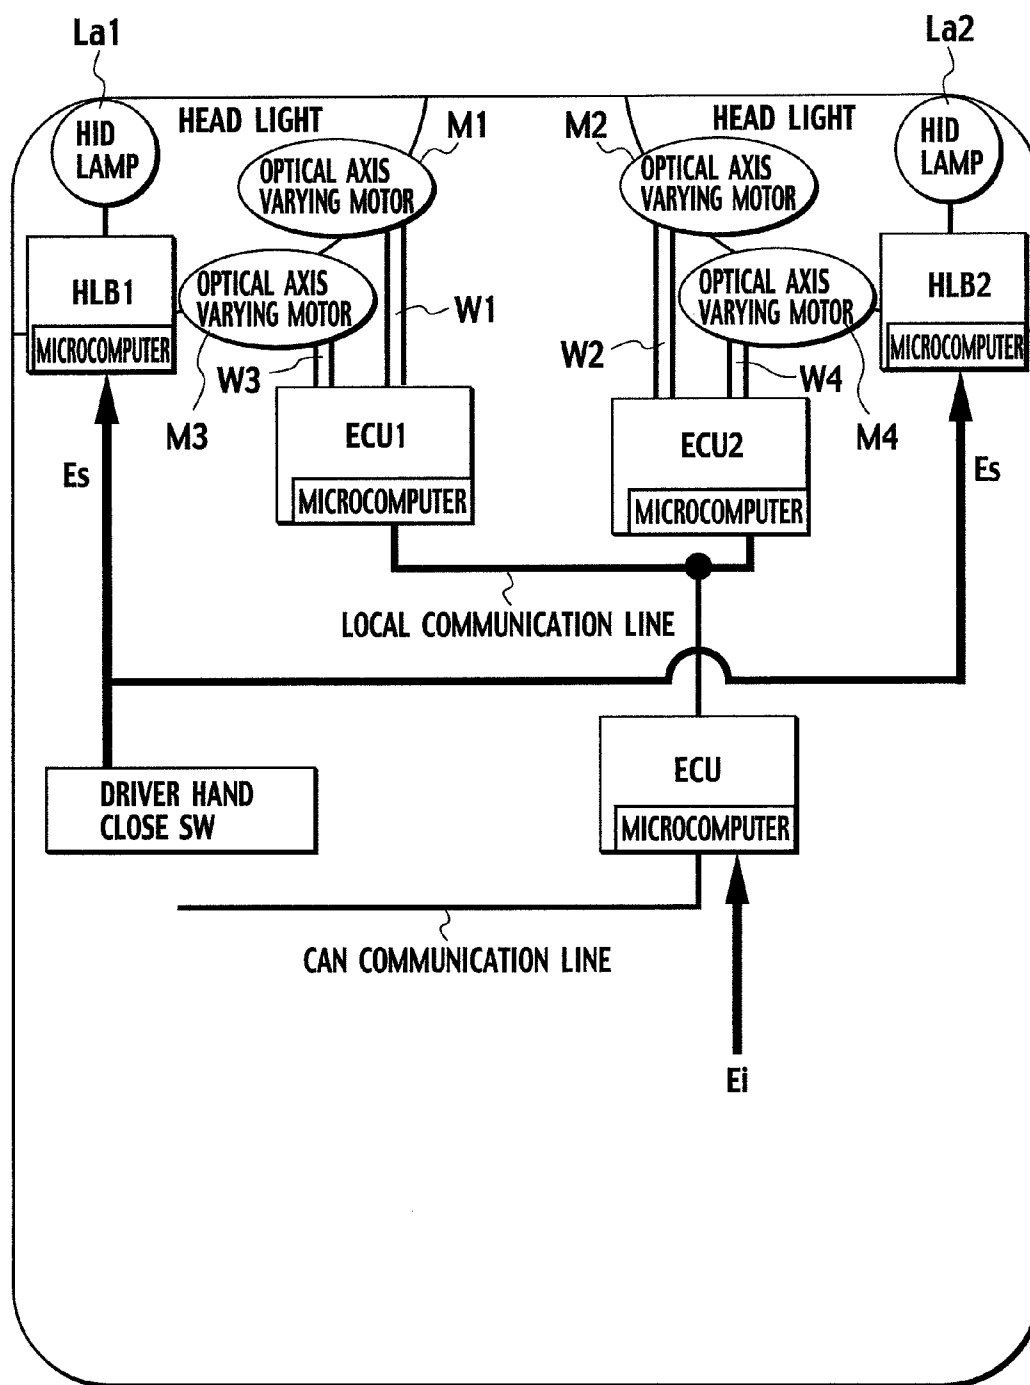 La1
La2
HEAD LIGHT
HEAD LIGHT
HID
LAMP
M1
M2
HID
LAMP
OPTICAL AXIS
VARYING MOTOR
OPTICAL AXIS
VARYING MOTOR
HLB1
MICROCOMPUTER
OPTICAL AXIS
VARYING MOTOR
W1
OPTICAL AXIS
VARYING MOTOR
HLB2
MICROCOMPUTER
W3
W2
W4
M3
ECU1
MICROCOMPUTER
ECU2
MICROCOMPUTER
M4
Es
Es
LOCAL COMMUNICATION LINE
ECU
MICROCOMPUTER
DRIVER HAND
CLOSE SW
CAN COMMUNICATION LINE
Ei